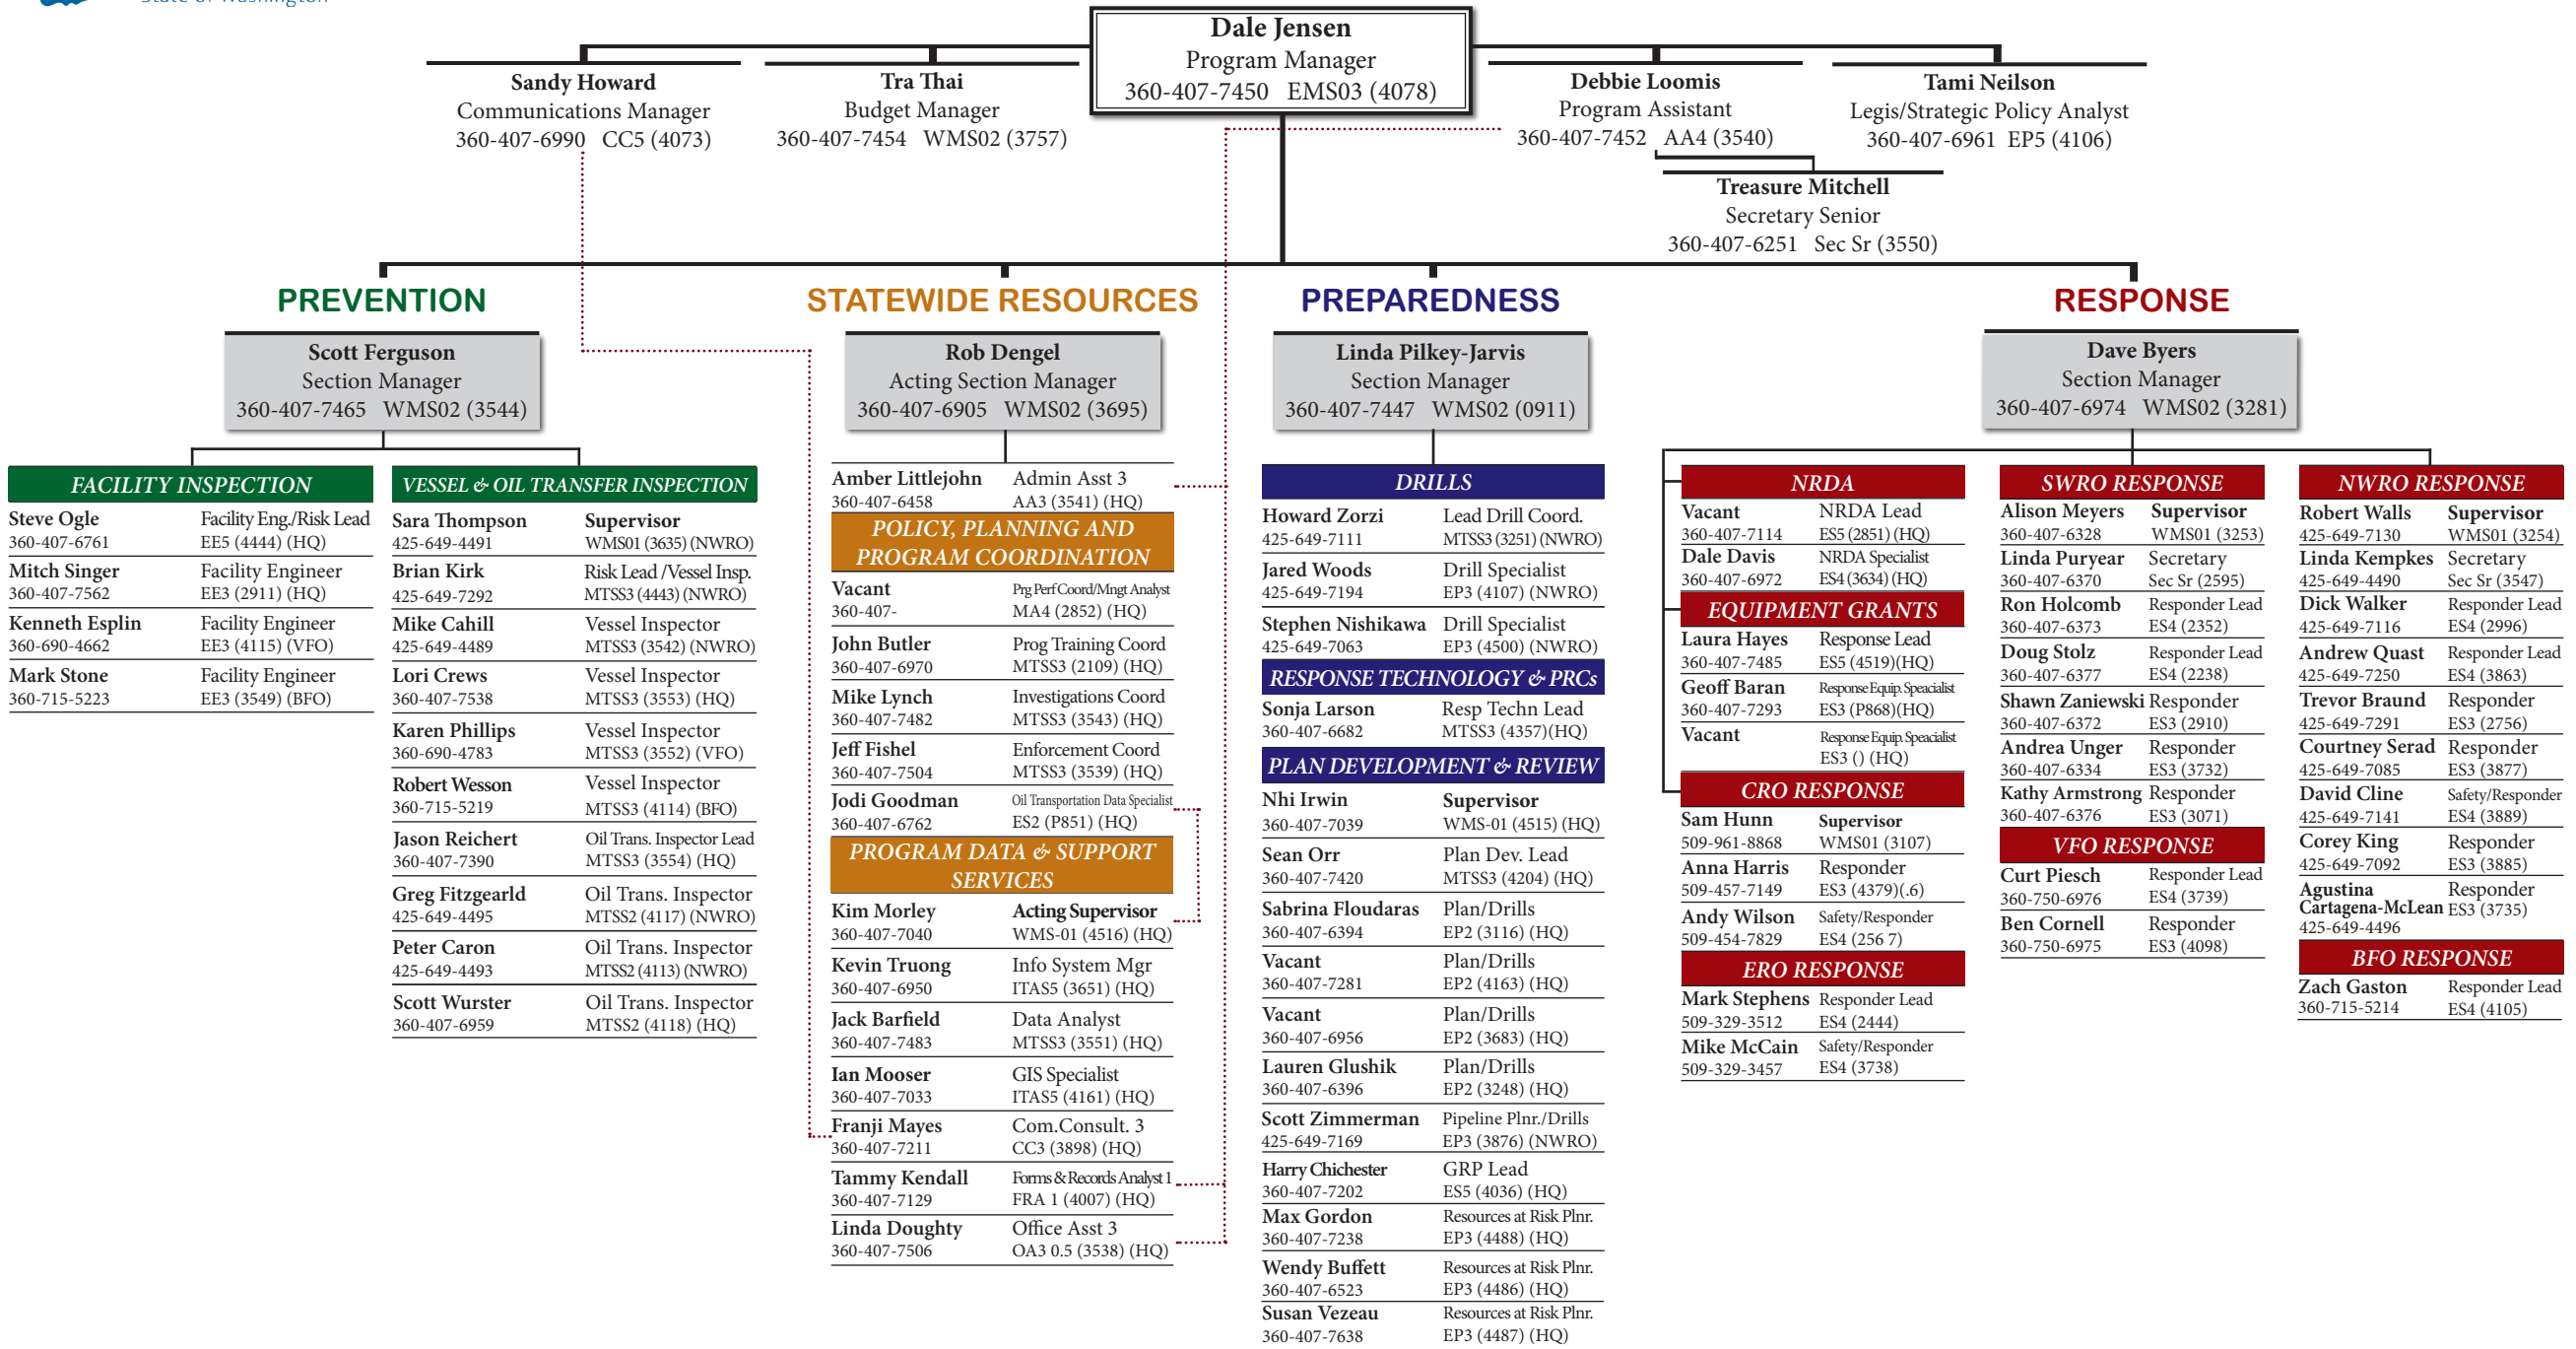 State of Washington
Dale Jensen
Program Manager
360-407-7450 EMS03 (4078)
Sandy Howard
Communications Manager
360-407-6990 CC5 (4073)
Tra Thai
Budget Manager
360-407-7454 WMS02 (3757)
Debbie Loomis
Program Assistant
360-407-7452 AA4 (3540)
Tami Neilson
Legis/Strategic Policy Analyst
360-407-6961 EP5 (4106)
Treasure Mitchell
Secretary Senior
360-407-6251 Sec Sr (3550)
PREVENTION
Scott Ferguson
Section Manager
360-407-7465 WMS02 (3544)
FACILITY INSPECTION
Steve Ogle Facility Eng./Risk Lead
360-407-6761 EE5 (4444) (HQ)
Mitch Singer Facility Engineer
360-407-7562 EE3 (2911) (HQ)
Kenneth Esplin Facility Engineer
360-690-4662 EE3 (4115) (VFO)
Mark Stone Facility Engineer
360-715-5223 EE3 (3549) (BFO)
VESSEL & OIL TRANSFER INSPECTION
Sara Thompson Supervisor
425-649-4491 WMS01 (3635) (NWRO)
Brian Kirk Risk Lead /Vessel Insp.
425-649-7292 MTSS3 (4443) (NWRO)
Mike Cahill Vessel Inspector
425-649-4489 MTSS3 (3542) (NWRO)
Lori Crews Vessel Inspector
360-407-7538 MTSS3 (3553) (HQ)
Karen Phillips Vessel Inspector
360-690-4783 MTSS3 (3552) (VFO)
Robert Wesson Vessel Inspector
360-715-5219 MTSS3 (4114) (BFO)
Jason Reichert Oil Trans. Inspector Lead
360-407-7390 MTSS3 (3554) (HQ)
Greg Fitzgearld Oil Trans. Inspector
425-649-4495 MTSS2 (4117) (NWRO)
Peter Caron Oil Trans. Inspector
425-649-4493 MTSS2 (4113) (NWRO)
Scott Wurster Oil Trans. Inspector
360-407-6959 MTSS2 (4118) (HQ)
STATEWIDE RESOURCES
Rob Dengel
Acting Section Manager
360-407-6905 WMS02 (3695)
Amber Littlejohn Admin Asst 3
360-407-6458 AA3 (3541) (HQ)
POLICY, PLANNING AND
PROGRAM COORDINATION
Vacant Prg Perf Coord/Mngt Analyst
360-407- MA4 (2852) (HQ)
John Butler Prog Training Coord
360-407-6970 MTSS3 (2109) (HQ)
Mike Lynch Investigations Coord
360-407-7482 MTSS3 (3543) (HQ)
Jeff Fishel Enforcement Coord
360-407-7504 MTSS3 (3539) (HQ)
Jodi Goodman Oil Transportation Data Specialist
360-407-6762 ES2 (P851) (HQ)
PROGRAM DATA & SUPPORT
SERVICES
Kim Morley Acting Supervisor
360-407-7040 WMS-01 (4516) (HQ)
Kevin Truong Info System Mgr
360-407-6950 ITAS5 (3651) (HQ)
Jack Barfield Data Analyst
360-407-7483 MTSS3 (3551) (HQ)
Ian Mooser GIS Specialist
360-407-7033 ITAS5 (4161) (HQ)
Franji Mayes Com.Consult. 3
360-407-7211 CC3 (3898) (HQ)
Tammy Kendall Forms & Records Analyst 1
360-407-7129 FRA 1 (4007) (HQ)
Linda Doughty Office Asst 3
360-407-7506 OA3 0.5 (3538) (HQ)
PREPAREDNESS
Linda Pilkey-Jarvis
Section Manager
360-407-7447 WMS02 (0911)
DRILLS
Howard Zorzi Lead Drill Coord.
425-649-7111 MTSS3 (3251) (NWRO)
Jared Woods Drill Specialist
425-649-7194 EP3 (4107) (NWRO)
Stephen Nishikawa Drill Specialist
425-649-7063 EP3 (4500) (NWRO)
RESPONSE TECHNOLOGY & PRCs
Sonja Larson Resp Techn Lead
360-407-6682 MTSS3 (4357)(HQ)
PLAN DEVELOPMENT & REVIEW
Nhi Irwin Supervisor
360-407-7039 WMS-01 (4515) (HQ)
Sean Orr Plan Dev. Lead
360-407-7420 MTSS3 (4204) (HQ)
Sabrina Floudaras Plan/Drills
360-407-6394 EP2 (3116) (HQ)
Vacant Plan/Drills
360-407-7281 EP2 (4163) (HQ)
Vacant Plan/Drills
360-407-6956 EP2 (3683) (HQ)
Lauren Glushik Plan/Drills
360-407-6396 EP2 (3248) (HQ)
Scott Zimmerman Pipeline Plnr./Drills
425-649-7169 EP3 (3876) (NWRO)
Harry Chichester GRP Lead
360-407-7202 ES5 (4036) (HQ)
Max Gordon Resources at Risk Plnr.
360-407-7238 EP3 (4488) (HQ)
Wendy Buffett Resources at Risk Plnr.
360-407-6523 EP3 (4486) (HQ)
Susan Vezeau Resources at Risk Plnr.
360-407-7638 EP3 (4487) (HQ)
RESPONSE
Dave Byers
Section Manager
360-407-6974 WMS02 (3281)
NRDA
Vacant NRDA Lead
360-407-7114 ES5 (2851) (HQ)
Dale Davis NRDA Specialist
360-407-6972 ES4 (3634) (HQ)
EQUIPMENT GRANTS
Laura Hayes Response Lead
360-407-7485 ES5 (4519)(HQ)
Geoff Baran Response Equip. Speacialist
360-407-7293 ES3 (P868)(HQ)
Vacant Response Equip. Speacialist
ES3 () (HQ)
CRO RESPONSE
Sam Hunn Supervisor
509-961-8868 WMS01 (3107)
Anna Harris Responder
509-457-7149 ES3 (4379)(.6)
Andy Wilson Safety/Responder
509-454-7829 ES4 (256 7)
ERO RESPONSE
Mark Stephens Responder Lead
509-329-3512 ES4 (2444)
Mike McCain Safety/Responder
509-329-3457 ES4 (3738)
SWRO RESPONSE
Alison Meyers Supervisor
360-407-6328 WMS01 (3253)
Linda Puryear Secretary
360-407-6370 Sec Sr (2595)
Ron Holcomb Responder Lead
360-407-6373 ES4 (2352)
Doug Stolz Responder Lead
360-407-6377 ES4 (2238)
Shawn Zaniewski Responder
360-407-6372 ES3 (2910)
Andrea Unger Responder
360-407-6334 ES3 (3732)
Kathy Armstrong Responder
360-407-6376 ES3 (3071)
VFO RESPONSE
Curt Piesch Responder Lead
360-750-6976 ES4 (3739)
Ben Cornell Responder
360-750-6975 ES3 (4098)
NWRO RESPONSE
Robert Walls Supervisor
425-649-7130 WMS01 (3254)
Linda Kempkes Secretary
425-649-4490 Sec Sr (3547)
Dick Walker Responder Lead
425-649-7116 ES4 (2996)
Andrew Quast Responder Lead
425-649-7250 ES4 (3863)
Trevor Braund Responder
425-649-7291 ES3 (2756)
Courtney Serad Responder
425-649-7085 ES3 (3877)
David Cline Safety/Responder
425-649-7141 ES4 (3889)
Corey King Responder
425-649-7092 ES3 (3885)
Agustina Responder
Cartagena-McLean ES3 (3735)
425-649-4496
BFO RESPONSE
Zach Gaston Responder Lead
360-715-5214 ES4 (4105)